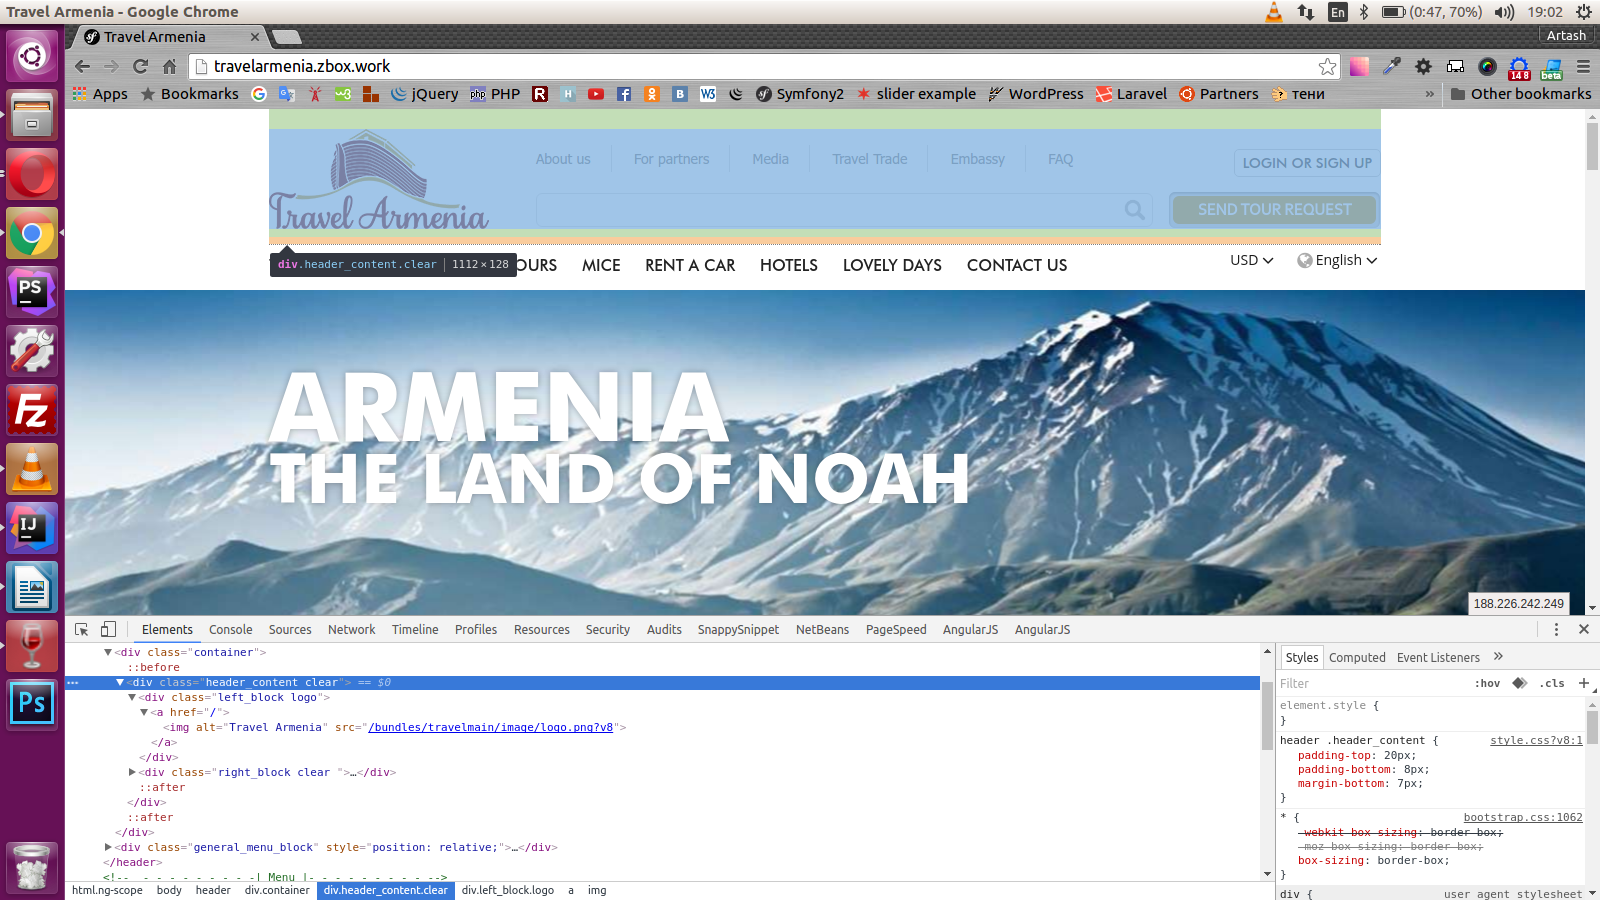 Travel Armenia - Google Chrome
En
(0:47, 70%)
19:02
Travel Armenia
Artash
travelarmenia.zbox.work
14 8
beta
Apps
Bookmarks
jQuery
php PHP
R
H
B
W3
Symfony2
slider example
WordPress
Laravel
Partners
тени
»
Other bookmarks
About us
For partners
Media
Travel Trade
Embassy
FAQ
LOGIN OR SIGN UP
Travel Armenia
SEND TOUR REQUEST
div.header_content.clear | 1112 × 128
OURS
MICE
RENT A CAR
HOTELS
LOVELY DAYS
CONTACT US
USD
English
PS
ARMENIA
THE LAND OF NOAH
Fz
IJ
188.226.242.249
Ps
Elements
Console
Sources
Network
Timeline
Profiles
Resources
Security
Audits
SnappySnippet
NetBeans
PageSpeed
AngularJS
AngularJS
<div class="container">
::before
<div class="header_content clear"> == $0
<div class="left_block logo">
<a href="/">
<img alt="Travel Armenia" src="/bundles/travelmain/image/logo.png?v8">
</a>
</div>
<div class="right_block clear ">…</div>
::after
</div>
::after
</div>
<div class="general_menu_block" style="position: relative;">…</div>
</header>
<!-- - - - - - - - - -| Menu |- - - - - - - - - -->
html.ng-scope
body
header
div.container
div.header_content.clear
div.left_block.logo
a
img
Styles
Computed
Event Listeners
»
Filter
:hov
.cls
+
element.style {
}
header .header_content {
style.css?v8:1
padding-top: 20px;
padding-bottom: 8px;
margin-bottom: 7px;
}
* {
bootstrap.css:1062
-webkit-box-sizing: border-box;
-moz-box-sizing: border-box;
box-sizing: border-box;
}
div {
user agent stylesheet